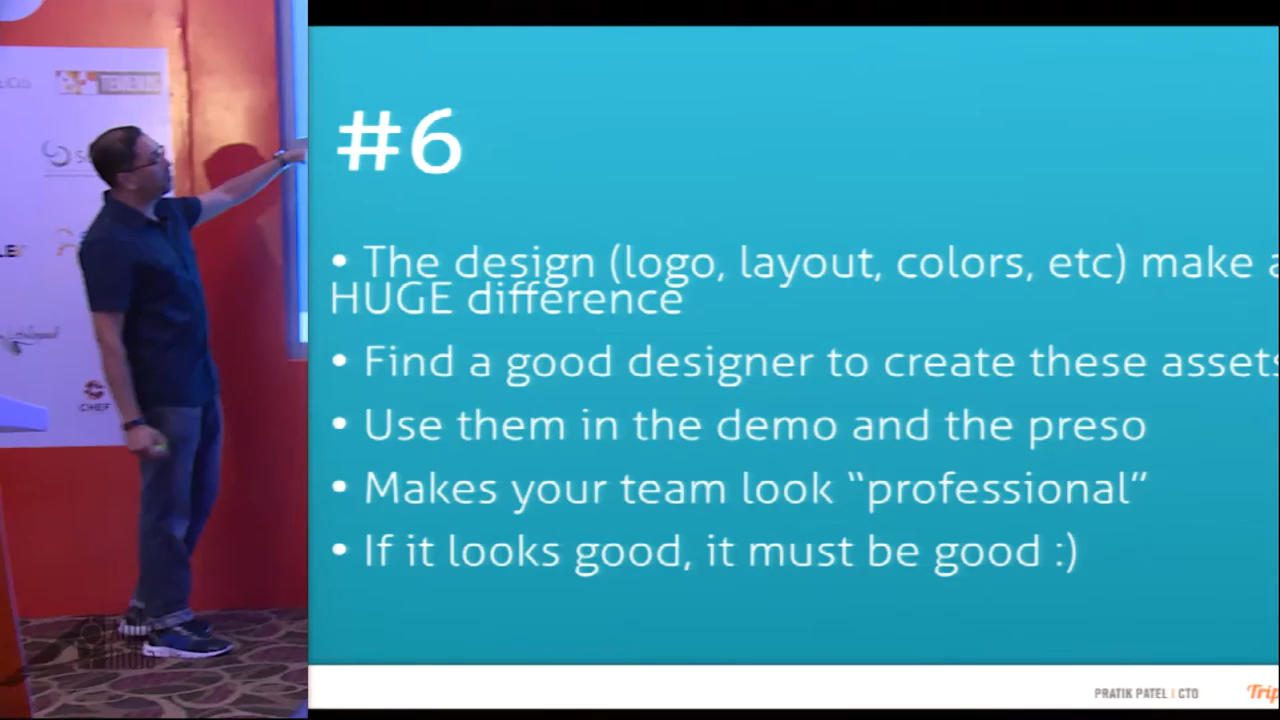 #6
• The design (logo, layout, colors, etc) make a
HUGE difference
• Find a good designer to create these assets
• Use them in the demo and the preso
• Makes your team look “professional”
• If it looks good, it must be good :)
PRATIK PATEL | CTO
Trip
CHEF